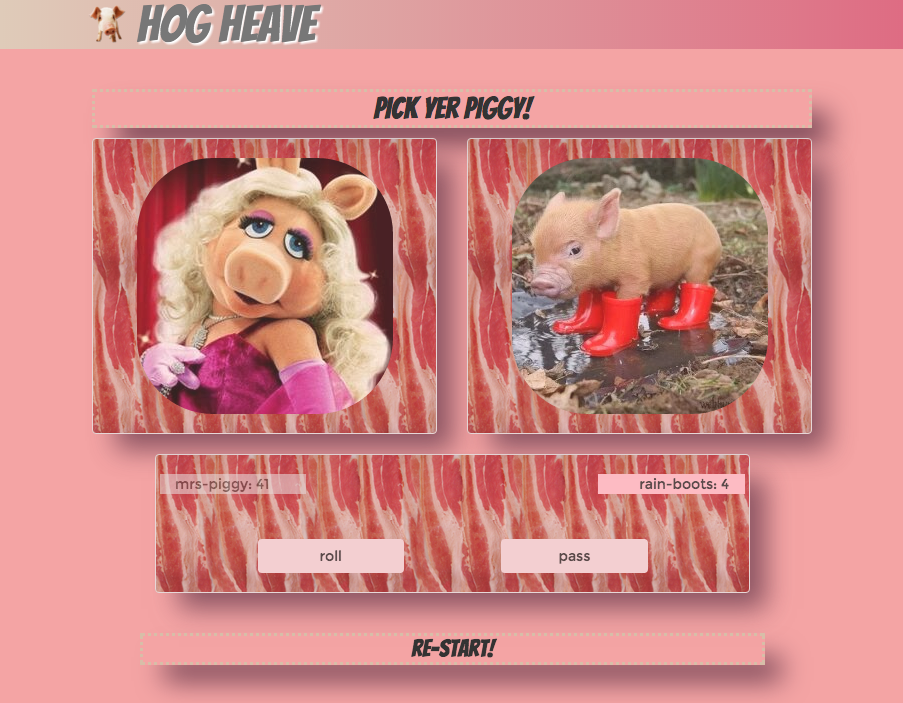 HOG HEAVE
PICK YER PIGGY!
mrs-piggy: 41
rain-boots: 4
roll
pass
RE-START!